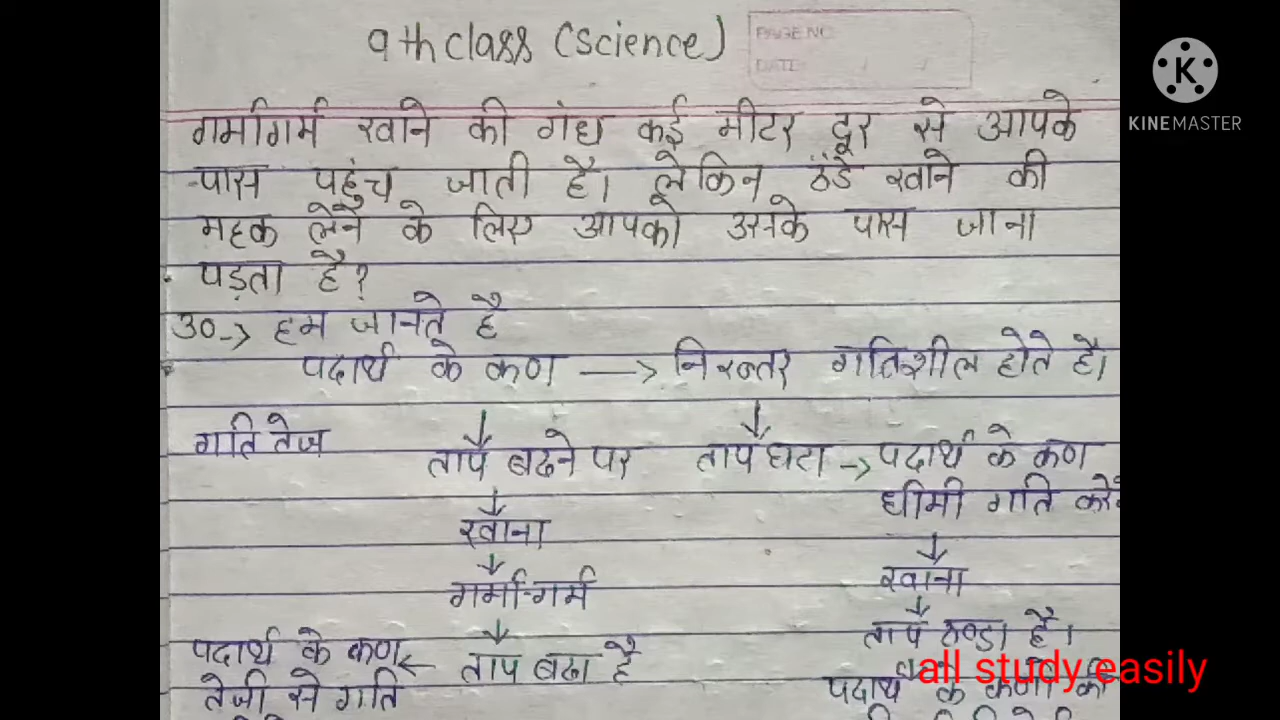 9th class (Science)
PAGE NO
DATE
K
KINEMASTER
गर्मागर्म खाने की गंध कई मीटर दूर से आपके
पास पहुंच जाती है। लेकिन ठंडे खाने की
महक लेने के लिए आपको उसके पास जाना
पड़ता है?
उ०-> हम जानते है
पदार्थ के कण —> निरन्तर गतिशील होते है।
↓ ↓
गति तेज ताप बढने पर ताप घटा -> पदार्थ के कण
धीमी गति
↓ ↓
खाना खाना
↓ ↓
गर्मा-गर्म ताप ठण्डा है।
↓
पदार्थ के कण <- ताप बढा है
तेजी से गति पदार्थ के कणों की
all study easily